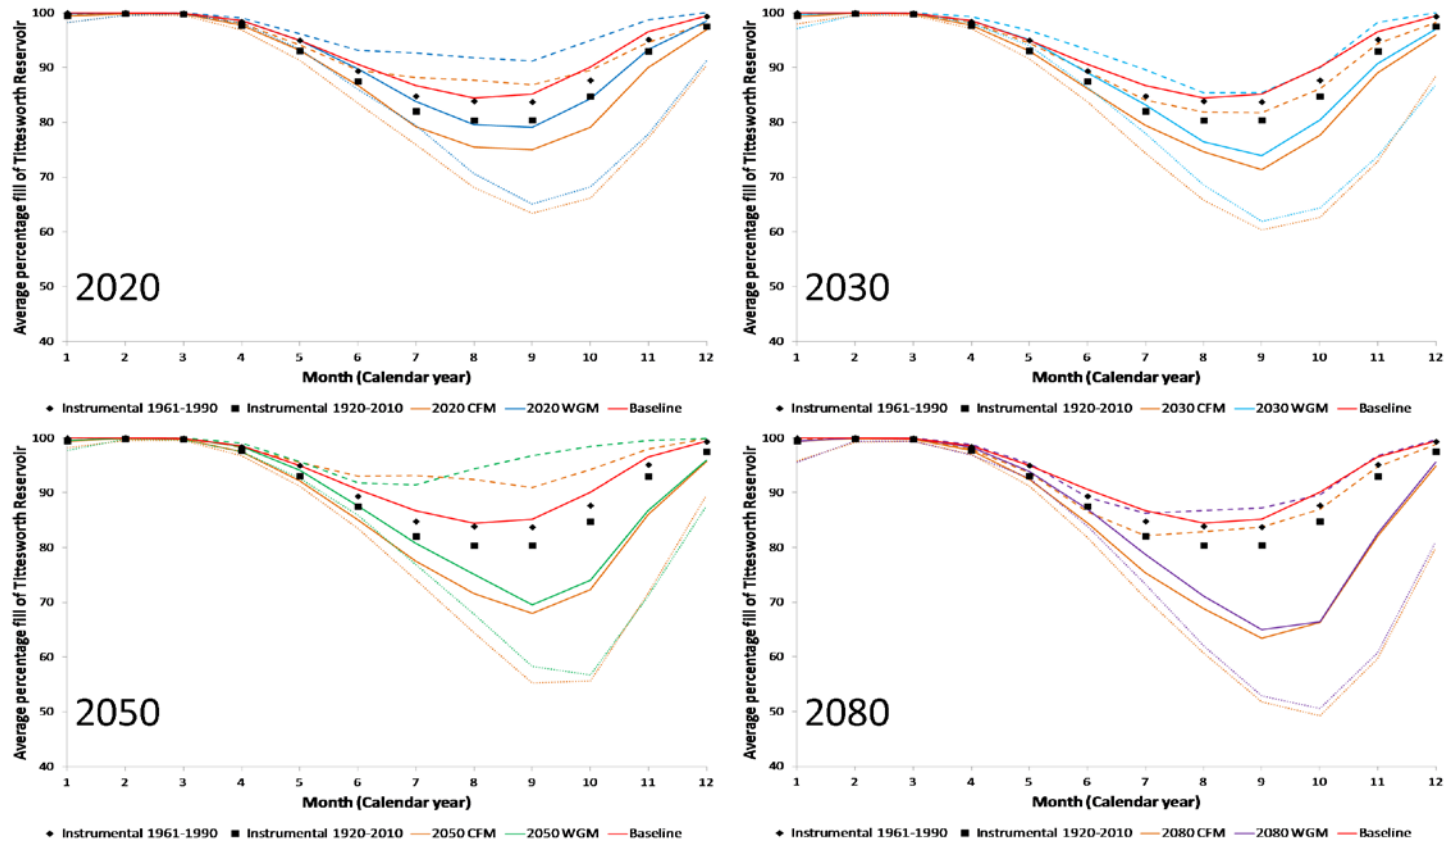 Average percentage fill of Tittesworth Reservoir
100
90
80
70
60
50
40
2020
1 2 3 4 5 6 7 8 9 10 11 12
Month (Calendar year)
Instrumental 1961-1990 Instrumental 1920-2010 2020 CFM 2020 WGM Baseline
Average percentage fill of Tittesworth Reservoir
100
90
80
70
60
50
40
2030
1 2 3 4 5 6 7 8 9 10 11 12
Month (Calendar year)
Instrumental 1961-1990 Instrumental 1920-2010 2030 CFM 2030 WGM Baseline
Average percentage fill of Tittesworth Reservoir
100
90
80
70
60
50
40
2050
1 2 3 4 5 6 7 8 9 10 11 12
Month (Calendar year)
Instrumental 1961-1990 Instrumental 1920-2010 2050 CFM 2050 WGM Baseline
Average percentage fill of Tittesworth Reservoir
100
90
80
70
60
50
40
2080
1 2 3 4 5 6 7 8 9 10 11 12
Month (Calendar year)
Instrumental 1961-1990 Instrumental 1920-2010 2080 CFM 2080 WGM Baseline